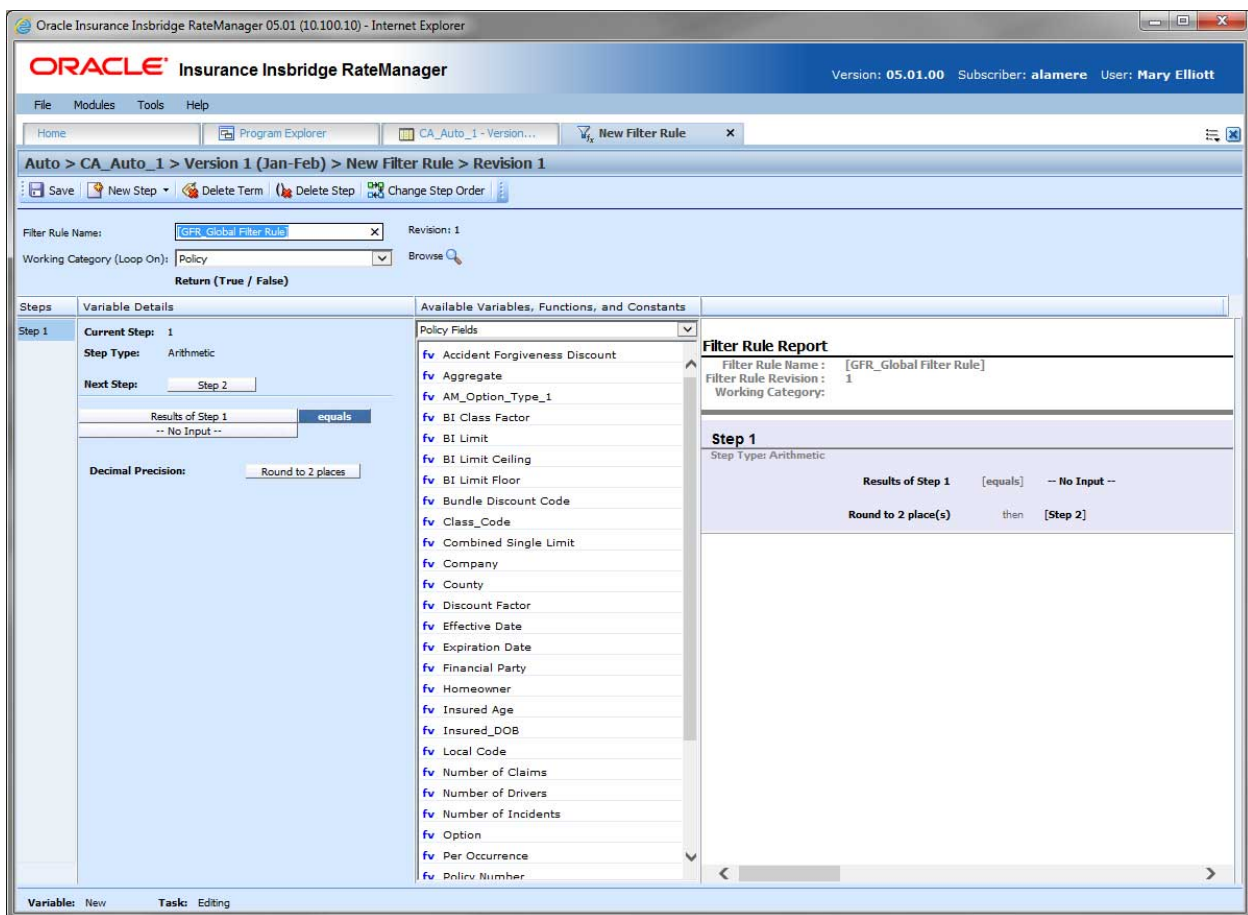 Oracle Insurance Insbridge RateManager 05.01 (10.100.10) - Internet Explorer
ORACLE Insurance Insbridge RateManager
Version: 05.01.00 Subscriber: alamere User: Mary Elliott
File Modules Tools Help
Home Program Explorer CA_Auto_1 - Version... New Filter Rule
Auto > CA_Auto_1 > Version 1 (Jan-Feb) > New Filter Rule > Revision 1
Save New Step Delete Term Delete Step Change Step Order
Filter Rule Name: [GFR_Global Filter Rule] Revision: 1
Working Category (Loop On): Policy Browse
Return (True / False)
Steps Variable Details Available Variables, Functions, and Constants
Step 1
Current Step: 1
Step Type: Arithmetic
Next Step: Step 2
Results of Step 1 equals
-- No Input --
Decimal Precision: Round to 2 places
Policy Fields
fv Accident Forgiveness Discount
fv Aggregate
fv AM_Option_Type_1
fv BI Class Factor
fv BI Limit
fv BI Limit Ceiling
fv BI Limit Floor
fv Bundle Discount Code
fv Class_Code
fv Combined Single Limit
fv Company
fv County
fv Discount Factor
fv Effective Date
fv Expiration Date
fv Financial Party
fv Homeowner
fv Insured Age
fv Insured_DOB
fv Local Code
fv Number of Claims
fv Number of Drivers
fv Number of Incidents
fv Option
fv Per Occurrence
fv Policy Number
Filter Rule Report
Filter Rule Name : [GFR_Global Filter Rule]
Filter Rule Revision : 1
Working Category:
Step 1
Step Type: Arithmetic
Results of Step 1 [equals] -- No Input --
Round to 2 place(s) then [Step 2]
Variable: New Task: Editing